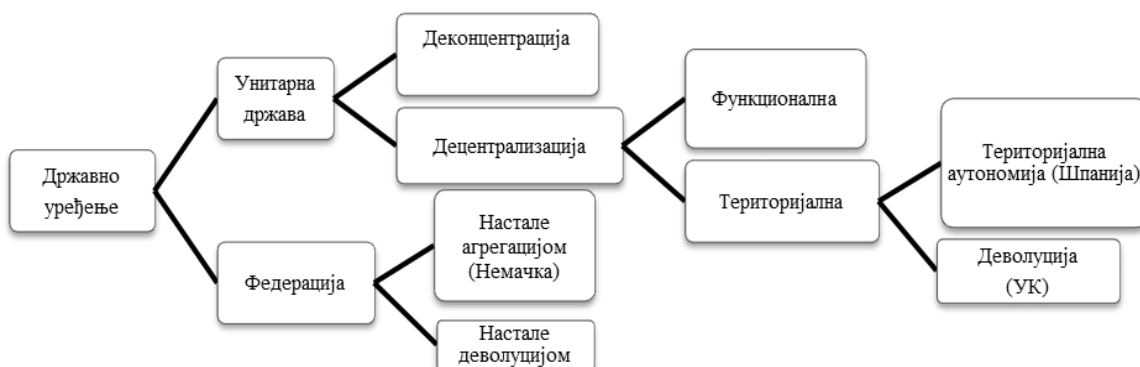 Државно
уређење
Унитарна
држава
Федерација
Деконцентрација
Децентрализација
Настале
агрегацијом
(Немачка)
Настале
деволуцијом
Функционална
Територијална
Територијална
аутономија (Шпанија)
Деволуција
(УК)